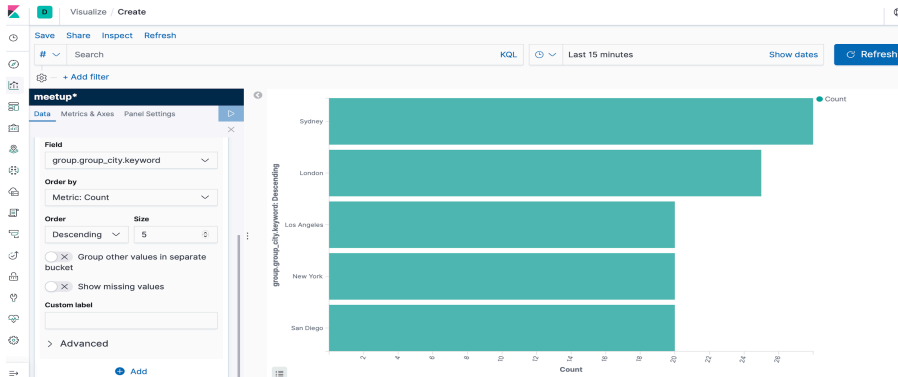 D Visualize / Create
Save Share Inspect Refresh
# Search KQL Last 15 minutes Show dates Refresh
+ Add filter
meetup*
Data Metrics & Axes Panel Settings
Field
group.group_city.keyword
Order by
Metric: Count
Order Size
Descending 5
Group other values in separate
bucket
Show missing values
Custom label
Advanced
Add
group.group_city.keyword: Descending
Sydney
London
Los Angeles
New York
San Diego
2 4 6 8 10 12 14 16 18 20 22 24 26
Count
Count